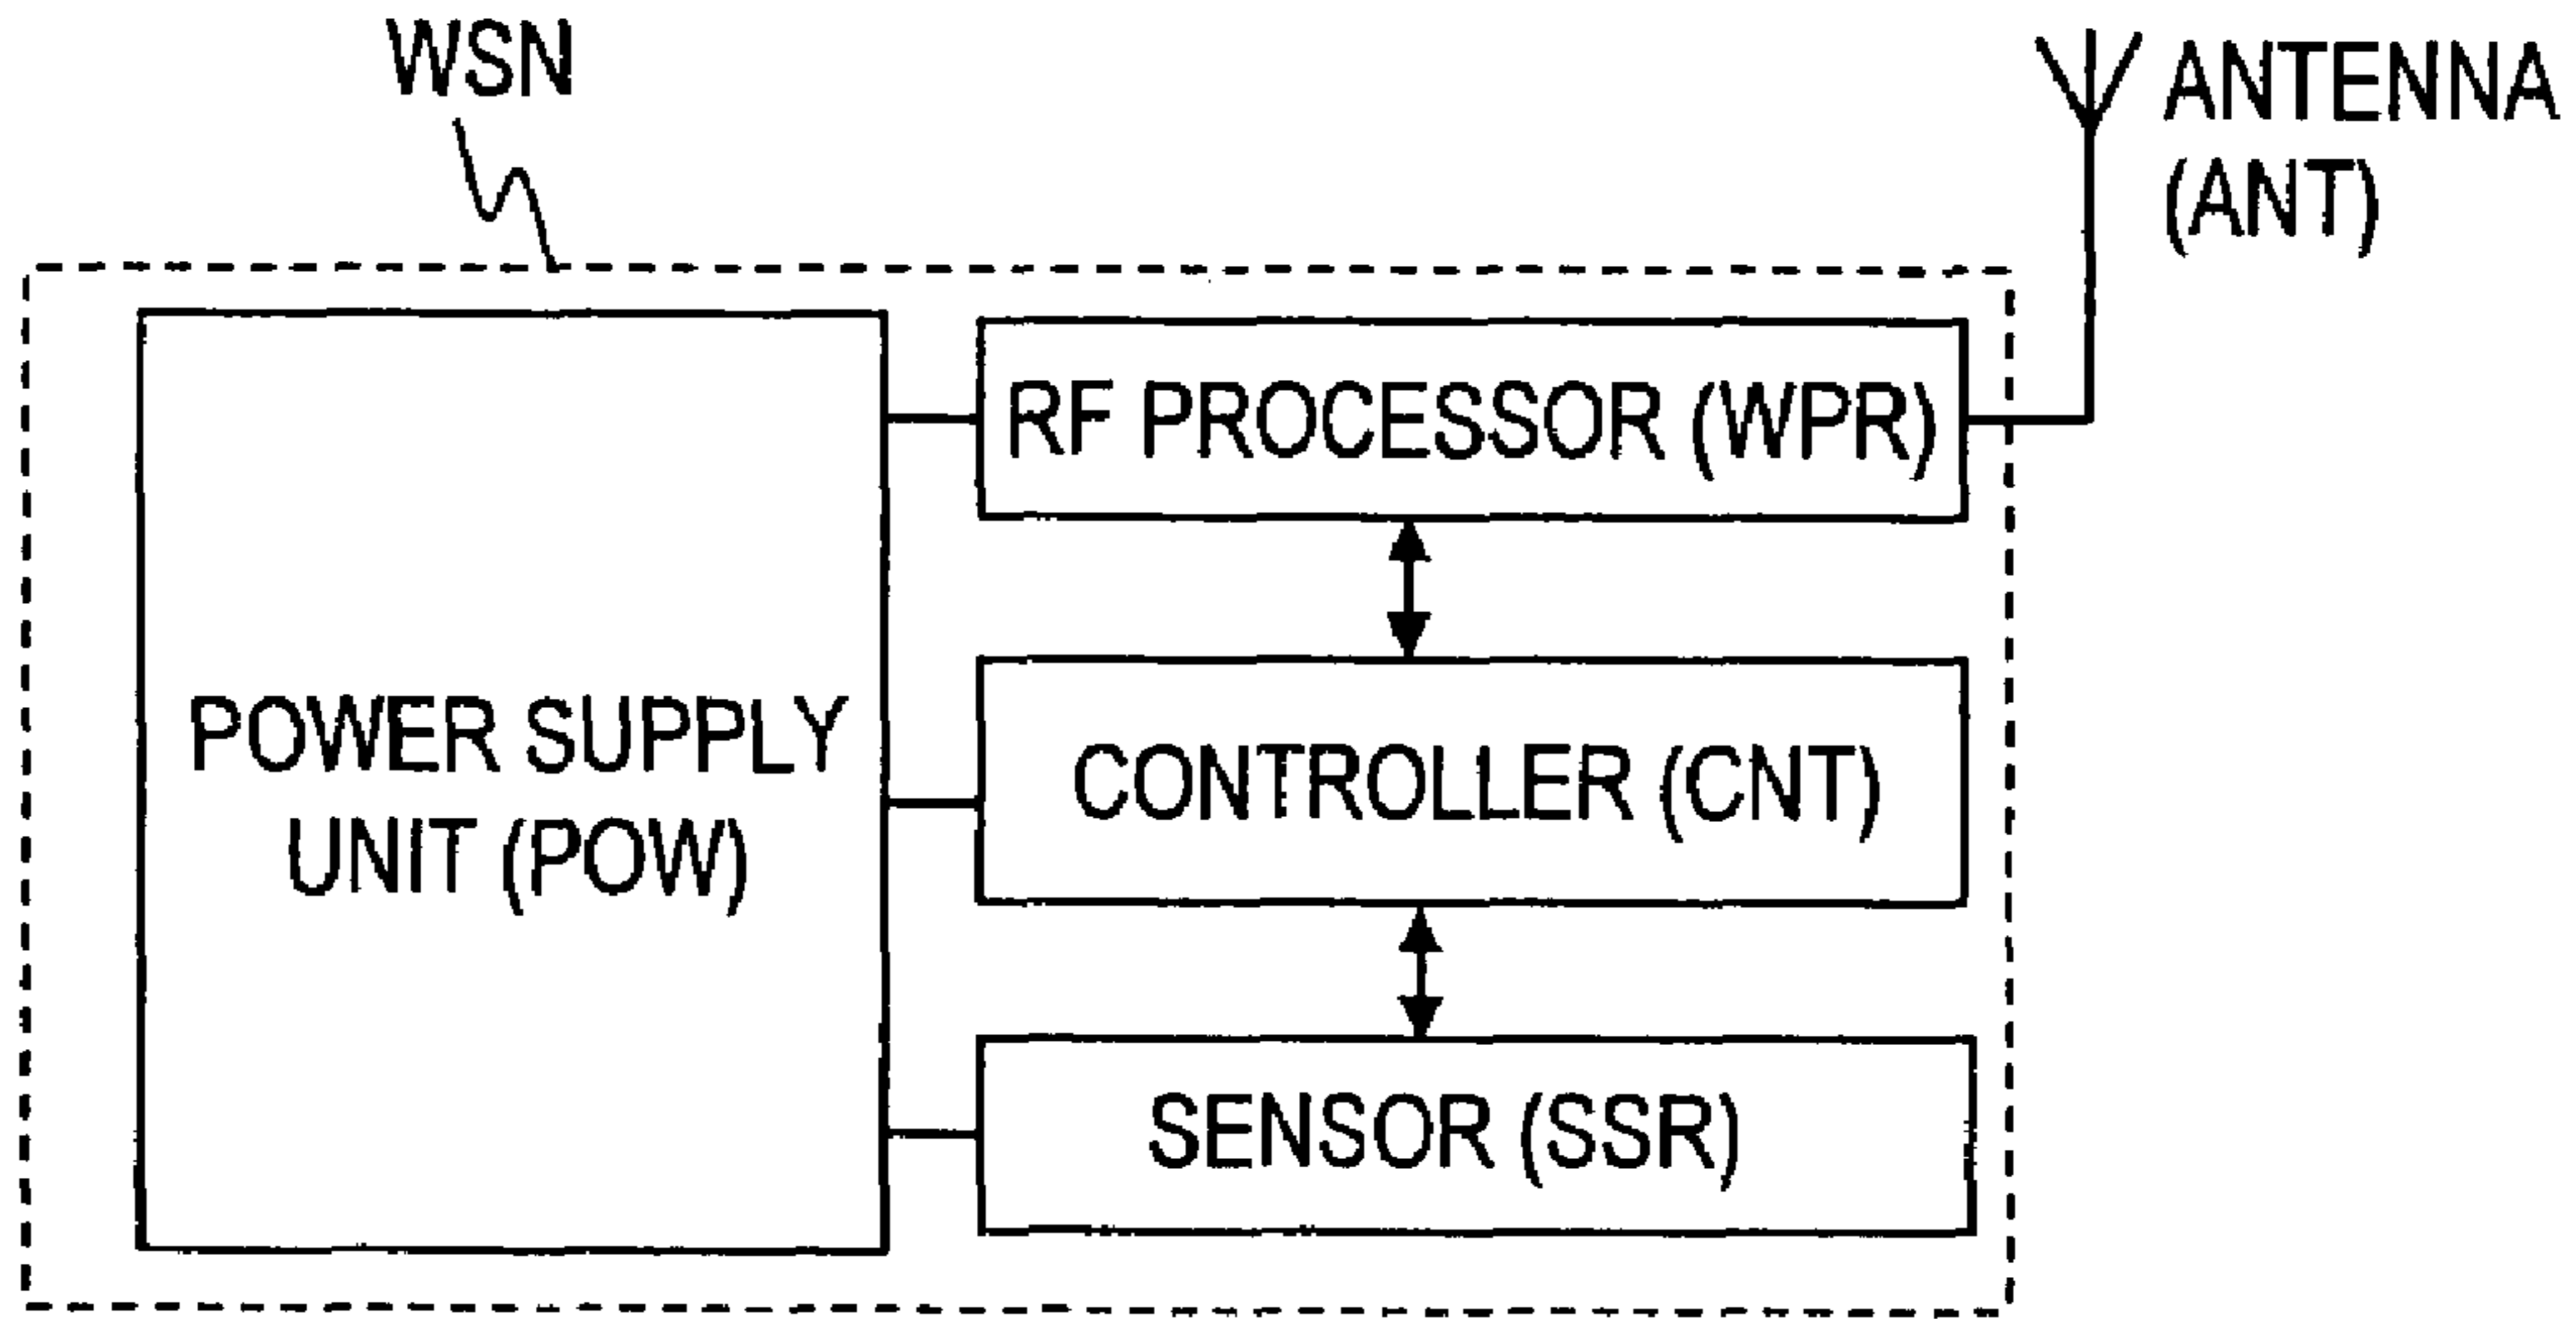 WSN
ANTENNA
(ANT)
RF PROCESSOR (WPR)
POWER SUPPLY
UNIT (POW)
CONTROLLER (CNT)
SENSOR (SSR)